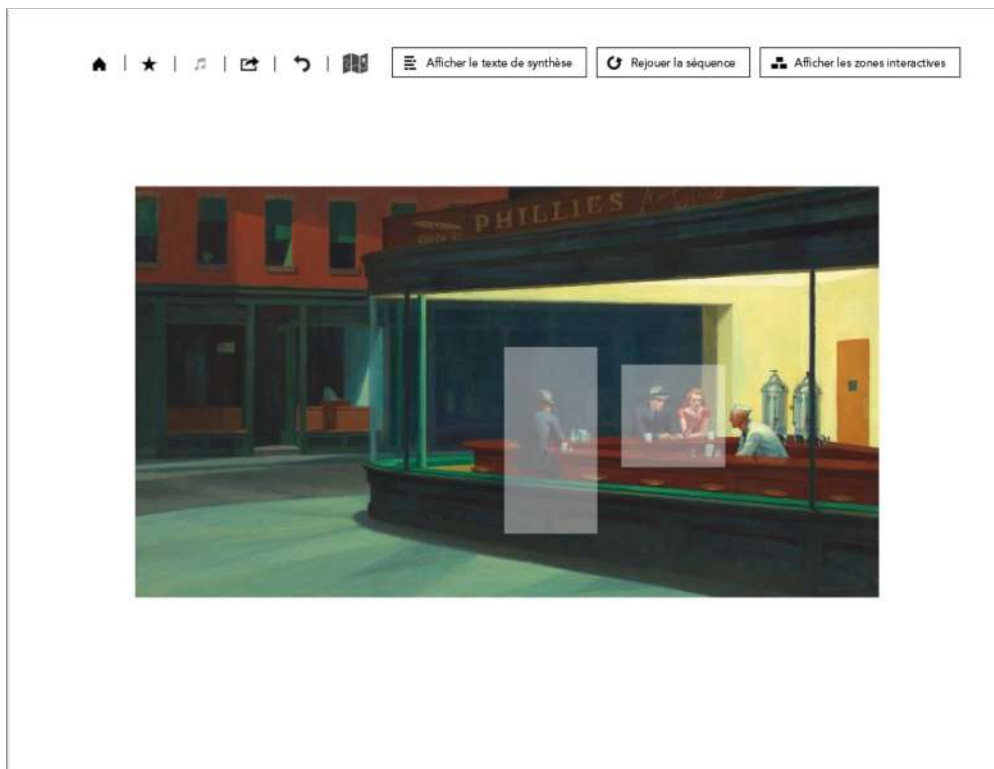 Afficher le texte de synthèse
Rejouer la séquence
Afficher les zones interactives
PHILLIES